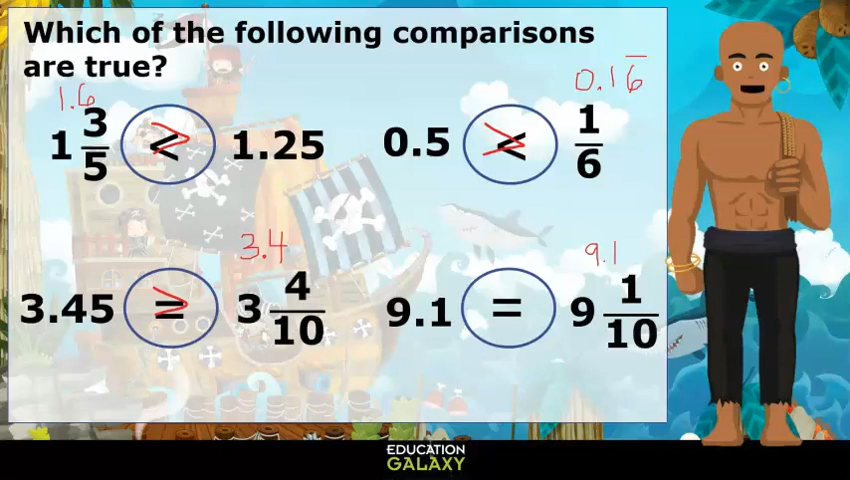 Which of the following comparisons
are true?
1.6
0.16̅
1 3/5 < 1.25
0.5 < 1/6
3.4
9.1
3.45 = 3 4/10
9.1 = 9 1/10
EDUCATION
GALAXY